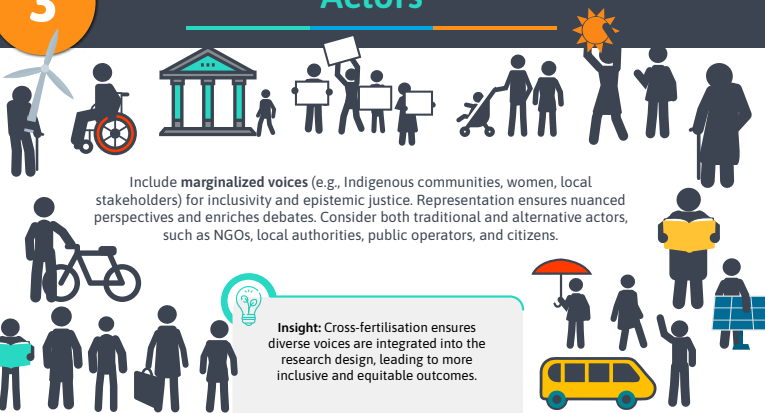 3
Actors
Include marginalized voices (e.g., Indigenous communities, women, local
stakeholders) for inclusivity and epistemic justice. Representation ensures nuanced
perspectives and enriches debates. Consider both traditional and alternative actors,
such as NGOs, local authorities, public operators, and citizens.
Insight: Cross-fertilisation ensures
diverse voices are integrated into the
research design, leading to more
inclusive and equitable outcomes.